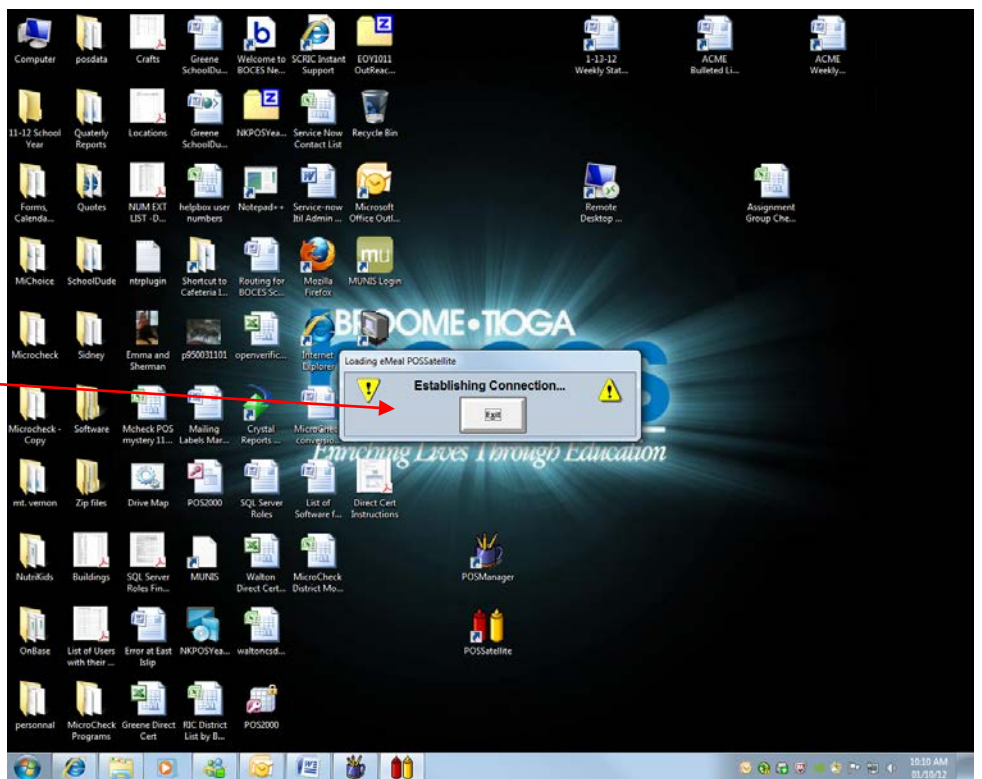 Computer
posdata
Crafts
Greene SchoolDu...
Welcome to BOCES Ne...
SCRIC Instant Support
EOY1011 OutReac...
1-13-12 Weekly Stat...
ACME Bulleted Li...
ACME Weekly...
11-12 School Year
Quaterly Reports
Locations
Greene SchoolDu...
NKPOSYea...
Service Now Contact List
Recycle Bin
Forms, Calenda...
Quotes
NUM EXT LIST -D...
helpbox user numbers
Notepad++
Service-now Itil Admin ...
Microsoft Office Outl...
Remote Desktop ...
Assignment Group Che...
MiChoice
SchoolDude
ntrplugin
Shortcut to Cafeteria L...
Routing for BOCES Sc...
Mozilla Firefox
MUNIS Login
Microcheck
Sidney
Emma and Sherman
p950031101
openverific...
Internet Explorer
TIOGA
Loading eMeal POSSatellite
Establishing Connection...
Exit
Enriching Lives Through Education
Microcheck - Copy
Software
Mcheck POS mystery 11...
Mailing Labels Mar...
Crystal Reports ...
mt. vernon
Zip files
Drive Map
POS2000
SQL Server Roles
List of Software f...
Direct Cert Instructions
NutriKids
Buildings
SQL Server Roles Fin...
MUNIS
Walton Direct Cert...
MicroCheck District Mo...
POSManager
OnBase
List of Users with their ...
Error at East Islip
NKPOSYea...
waltoncsd...
POSSatellite
personnal
MicroCheck Programs
Greene Direct Cert
RIC District List by B...
POS2000
10:10 AM
01/10/12